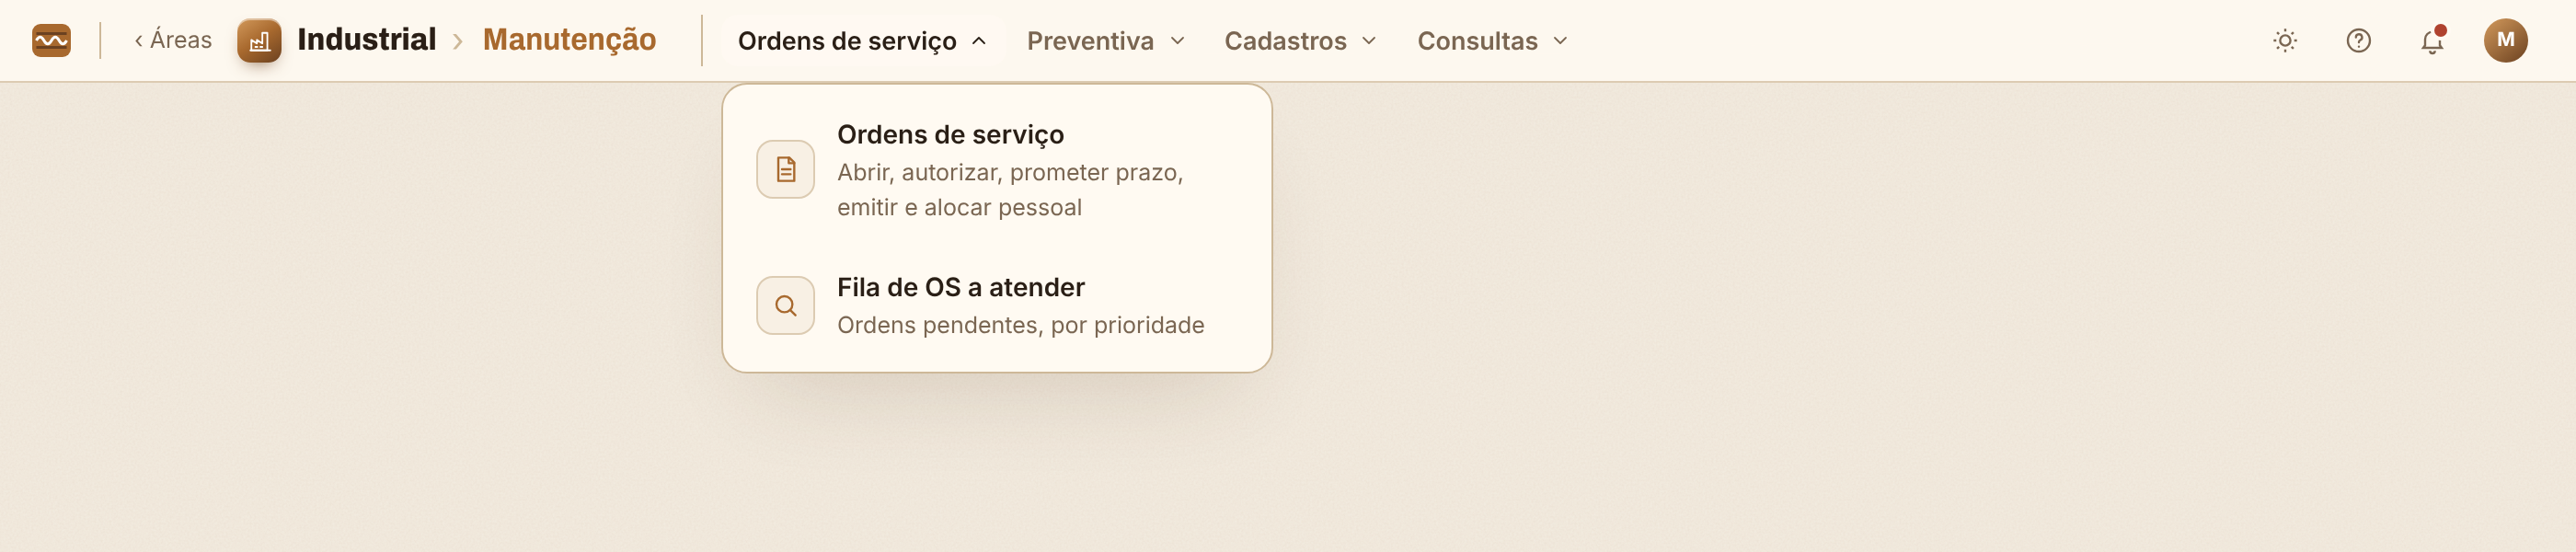 ‹ Áreas Industrial › Manutenção Ordens de serviço Preventiva Cadastros Consultas M
Ordens de serviço
Abrir, autorizar, prometer prazo,
emitir e alocar pessoal
Fila de OS a atender
Ordens pendentes, por prioridade